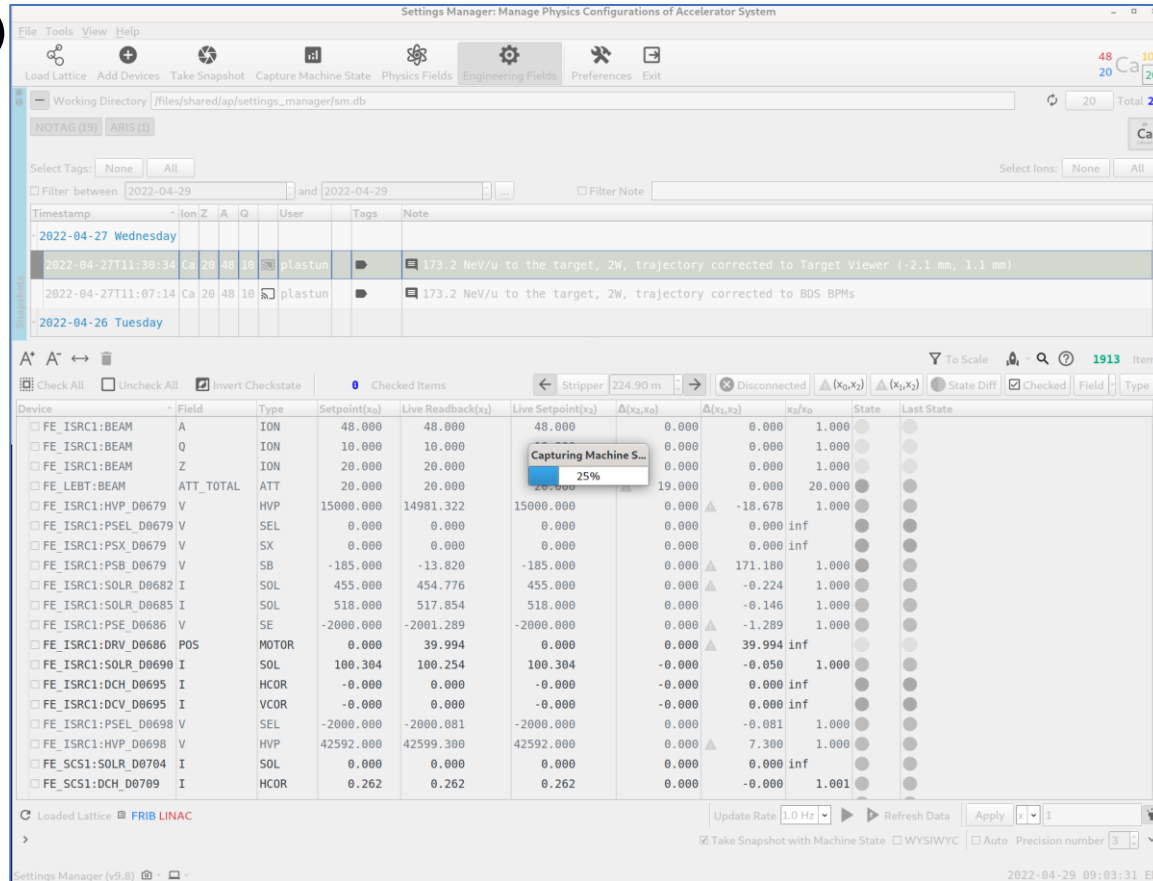 Settings Manager: Manage Physics Configurations of Accelerator System
File Tools View Help
Load Lattice Add Devices Take Snapshot Capture Machine State Physics Fields Engineering Fields Preferences Exit
48 20 Ca 10
Working Directory /files/shared/ap/settings_manager/sm.db 20 Total 2
NOTAG (19) ARIS (1) Ca
Select Tags: None All Select Ions: None All
Filter between 2022-04-29 and 2022-04-29 ... Filter Note
Timestamp Ion Z A Q User Tags Note
2022-04-27 Wednesday
2022-04-27T11:30:34 Ca 20 48 10 plastun 173.2 NeV/u to the target, 2W, trajectory corrected to Target Viewer (-2.1 mm, 1.1 mm)
2022-04-27T11:07:14 Ca 20 48 10 plastun 173.2 NeV/u to the target, 2W, trajectory corrected to BDS BPMs
2022-04-26 Tuesday
Snapshots
A+ A- To Scale 1913 Item
Check All Uncheck All Invert Checkstate 0 Checked Items Stripper 224.90 m Disconnected (x₀,x₂) (x₁,x₂) State Diff Checked Field Type
Device Field Type Setpoint(x₀) Live Readback(x₁) Live Setpoint(x₂) Δ(x₂,x₀) Δ(x₁,x₂) x₂/x₀ State Last State
FE_ISRC1:BEAM A ION 48.000 48.000 48.000 0.000 0.000 1.000
FE_ISRC1:BEAM Q ION 10.000 10.000 0.000 0.000 1.000
Capturing Machine S...
FE_ISRC1:BEAM Z ION 20.000 20.000 0.000 0.000 1.000
25%
FE_LEBT:BEAM ATT_TOTAL ATT 20.000 20.000 20.000 19.000 0.000 20.000
FE_ISRC1:HVP_D0679 V HVP 15000.000 14981.322 15000.000 0.000 -18.678 1.000
FE_ISRC1:PSEL_D0679 V SEL 0.000 0.000 0.000 0.000 0.000 inf
FE_ISRC1:PSX_D0679 V SX 0.000 0.000 0.000 0.000 0.000 inf
FE_ISRC1:PSB_D0679 V SB -185.000 -13.820 -185.000 0.000 171.180 1.000
FE_ISRC1:SOLR_D0682 I SOL 455.000 454.776 455.000 0.000 -0.224 1.000
FE_ISRC1:SOLR_D0685 I SOL 518.000 517.854 518.000 0.000 -0.146 1.000
FE_ISRC1:PSE_D0686 V SE -2000.000 -2001.289 -2000.000 0.000 -1.289 1.000
FE_ISRC1:DRV_D0686 POS MOTOR 0.000 39.994 0.000 0.000 39.994 inf
FE_ISRC1:SOLR_D0690 I SOL 100.304 100.254 100.304 -0.000 -0.050 1.000
FE_ISRC1:DCH_D0695 I HCOR -0.000 0.000 -0.000 -0.000 0.000 inf
FE_ISRC1:DCV_D0695 I VCOR -0.000 0.000 -0.000 -0.000 0.000 inf
FE_ISRC1:PSEL_D0698 V SEL -2000.000 -2000.081 -2000.000 0.000 -0.081 1.000
FE_ISRC1:HVP_D0698 V HVP 42592.000 42599.300 42592.000 0.000 7.300 1.000
FE_SCS1:SOLR_D0704 I SOL 0.000 0.000 0.000 0.000 0.000 inf
FE_SCS1:DCH_D0709 I HCOR 0.262 0.262 0.262 0.000 -0.000 1.001
Loaded Lattice FRIB LINAC Update Rate 1.0 Hz Refresh Data Apply x 1
Take Snapshot with Machine State WYSIWYC Auto Precision number 3
Settings Manager (v9.8) 2022-04-29 09:03:31